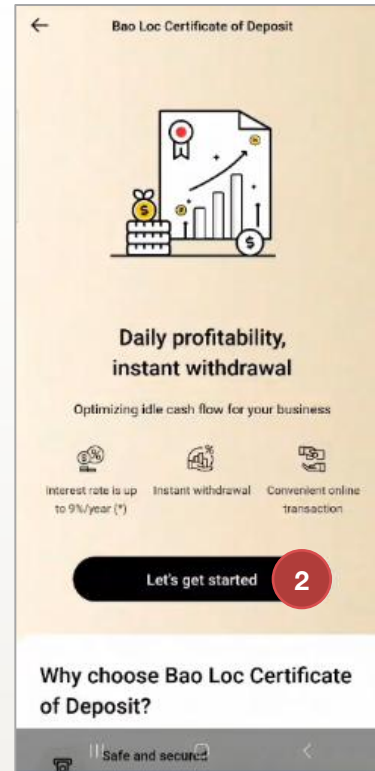 Bao Loc Certificate of Deposit
Daily profitability,
instant withdrawal
Optimizing idle cash flow for your business
Interest rate is up
to 9%/year (*)
Instant withdrawal
Convenient online
transaction
Let's get started
2
Why choose Bao Loc Certificate
of Deposit?
Safe and secured